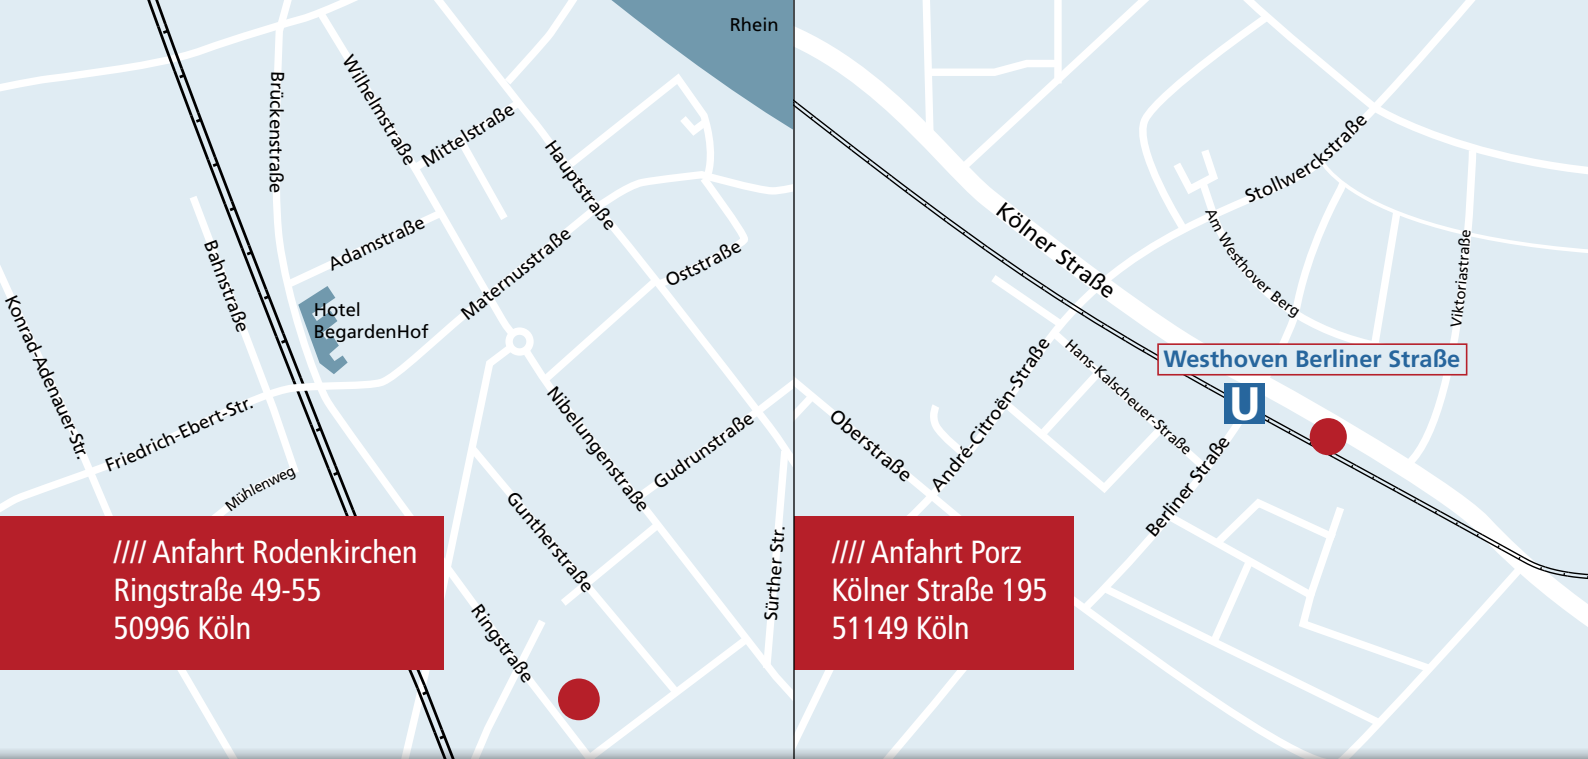 Rhein
Brückenstraße
Wilhelmstraße
Mittelstraße
Hauptstraße
Adamstraße
Maternusstraße
Oststraße
Bahnstraße
Hotel
BegardenHof
Konrad-Adenauer-Str.
Friedrich-Ebert-Str.
Mühlenweg
Nibelungenstraße
Gudrunstraße
Guntherstraße
Sürther Str.
Ringstraße
//// Anfahrt Rodenkirchen
Ringstraße 49-55
50996 Köln
Stollwerckstraße
Kölner Straße
Am Westhover Berg
Viktoriastraße
Westhoven Berliner Straße
U
Hans-Kalscheuer-Straße
André-Citroën-Straße
Oberstraße
Berliner Straße
//// Anfahrt Porz
Kölner Straße 195
51149 Köln